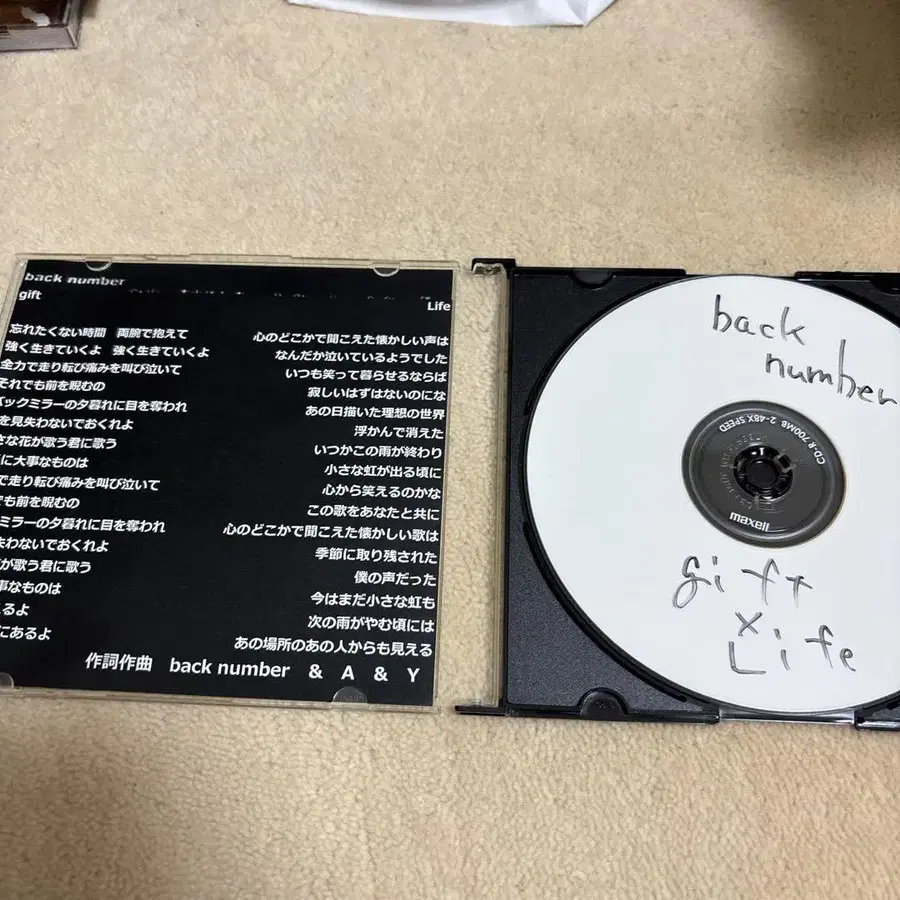 back number
gift
忘れたくない時間 両腕で抱えて
強く生きていくよ 強く生きていくよ
全力で走り転び痛みを叫び泣いて
それでも前を睨むの
バックミラーの夕暮れに目を奪われ
を見失わないでおくれよ
さな花が歌う君に歌う
に大事なものは
で走り転び痛みを叫び泣いて
でも前を睨むの
ミラーの夕暮れに目を奪われ
失わないでおくれよ
が歌う君に歌う
事なものは
えるよ
にあるよ
Life
心のどこかで聞こえた懐かしい声は
なんだか泣いているようでした
いつも笑って暮らせるならば
寂しいはずはないのにな
あの日描いた理想の世界
浮かんで消えた
いつかこの雨が終わり
小さな虹が出る頃に
心から笑えるのかな
この歌をあなたと共に
心のどこかで聞こえた懐かしい歌は
季節に取り残された
僕の声だった
今はまだ小さな虹も
次の雨がやむ頃には
あの場所のあの人からも見える
作詞作曲 back number & A & Y
back
number
CD-R 700MB 2-48X SPEED
maxell
gift
x
Life